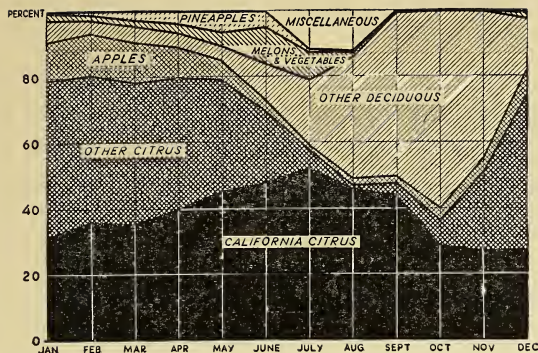 PERCENT
PINEAPPLES
MISCELLANEOUS
MELONS
& VEGETABLES
APPLES
80
OTHER DECIDUOUS
60
OTHER CITRUS
40
CALIFORNIA CITRUS
20
0
JAN FEB MAR APR MAY JUNE JULY AUG SEPT OCT NOV DEC